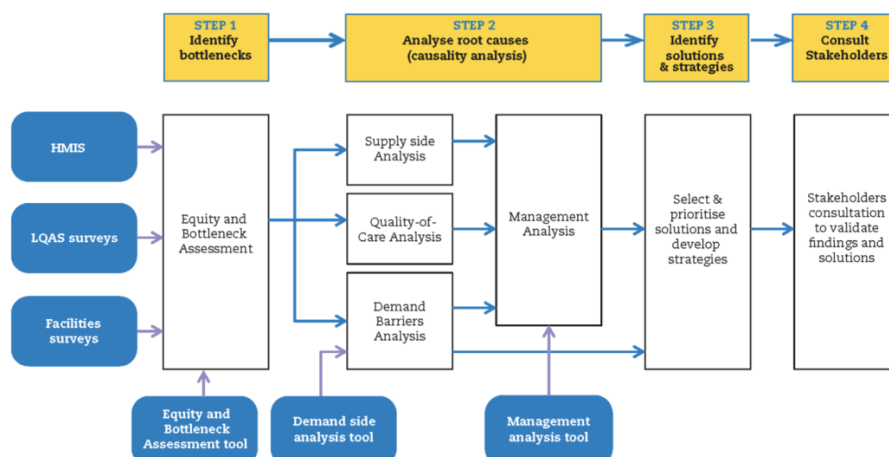 STEP 1
Identify
bottlenecks
STEP 2
Analyse root causes
(causality analysis)
STEP 3
Identify
solutions
& strategies
STEP 4
Consult
Stakeholders
HMIS
LQAS surveys
Facilities
surveys
Equity and
Bottleneck
Assessment
Supply side
Analysis
Quality-of-
Care Analysis
Demand
Barriers
Analysis
Management
Analysis
Select &
prioritise
solutions and
develop
strategies
Stakeholders
consultation
to validate
findings and
solutions
Equity and
Bottleneck
Assessment tool
Demand side
analysis tool
Management
analysis tool